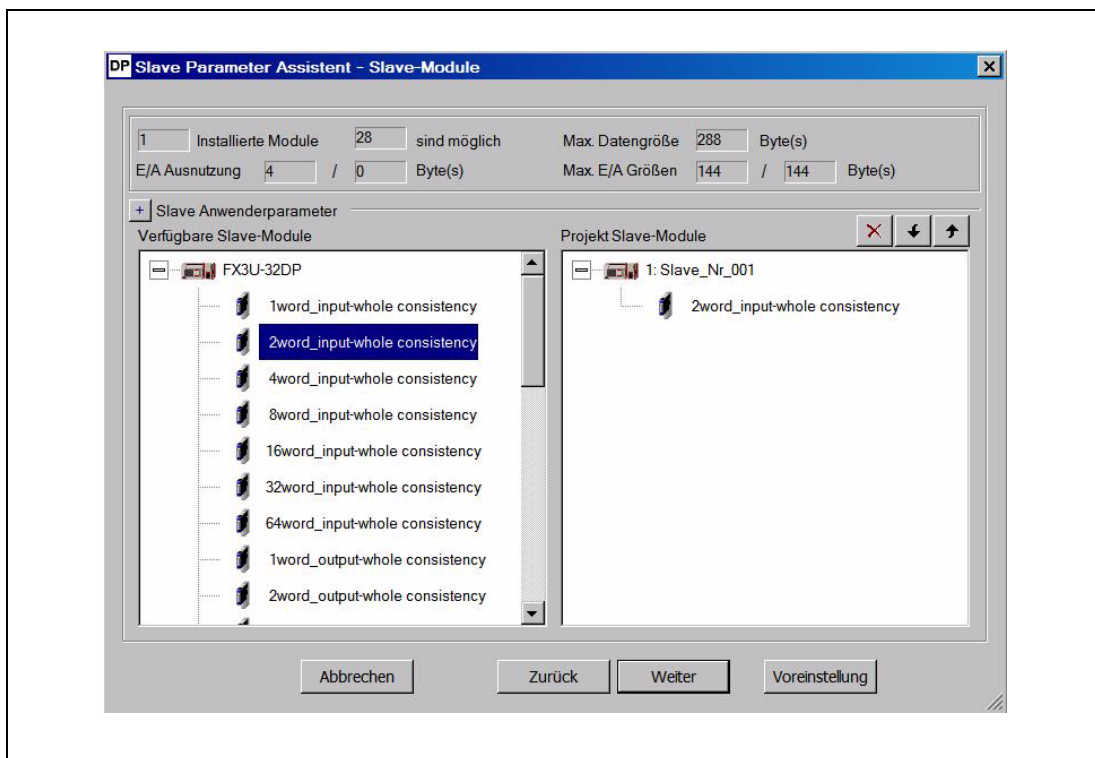 DP Slave Parameter Assistent - Slave-Module
1 Installierte Module 28 sind möglich Max. Datengröße 288 Byte(s)
E/A Ausnutzung 4 / 0 Byte(s) Max. E/A Größen 144 / 144 Byte(s)
+ Slave Anwenderparameter
Verfügbare Slave-Module
FX3U-32DP
1word_input-whole consistency
2word_input-whole consistency
4word_input-whole consistency
8word_input-whole consistency
16word_input-whole consistency
32word_input-whole consistency
64word_input-whole consistency
1word_output-whole consistency
2word_output-whole consistency
Projekt Slave-Module
1: Slave_Nr_001
2word_input-whole consistency
Abbrechen Zurück Weiter Voreinstellung